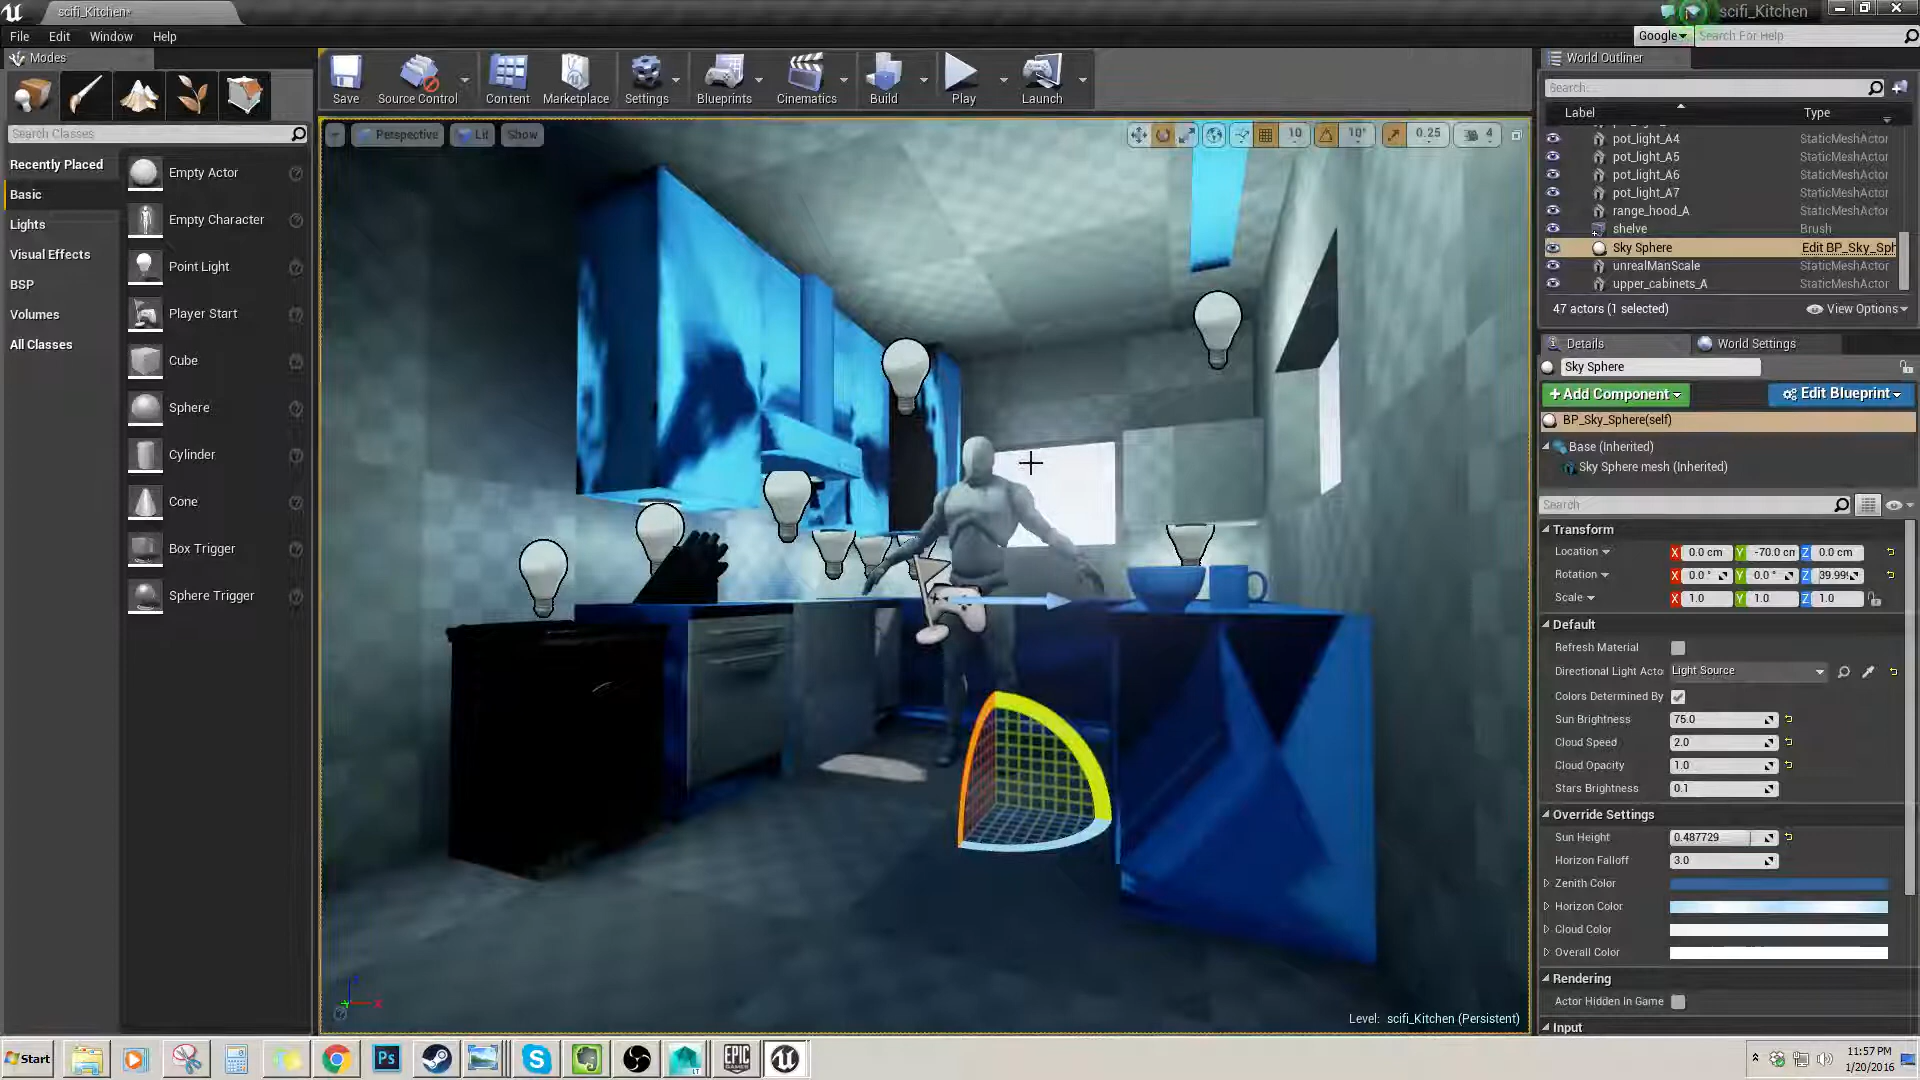 scifi_Kitchen*
scifi_Kitchen
File Edit Window Help
Google
Search For Help
Modes
Save
Source Control
Content
Marketplace
Settings
Blueprints
Cinematics
Build
Play
Launch
Search Classes
Recently Placed
Basic
Lights
Visual Effects
BSP
Volumes
All Classes
Empty Actor
Empty Character
Point Light
Player Start
Cube
Sphere
Cylinder
Cone
Box Trigger
Sphere Trigger
Perspective
Lit
Show
10
10°
0.25
4
Level: scifi_Kitchen (Persistent)
World Outliner
Search...
Label Type
pot_light_A4 StaticMeshActor
pot_light_A5 StaticMeshActor
pot_light_A6 StaticMeshActor
pot_light_A7 StaticMeshActor
range_hood_A StaticMeshActor
shelve Brush
Sky Sphere Edit BP_Sky_Sph
unrealManScale StaticMeshActor
upper_cabinets_A StaticMeshActor
47 actors (1 selected) View Options
Details World Settings
Sky Sphere
+Add Component Edit Blueprint
BP_Sky_Sphere(self)
Base (Inherited)
Sky Sphere mesh (Inherited)
Search
Transform
Location X 0.0 cm Y -70.0 cm Z 0.0 cm
Rotation X 0.0 ° Y 0.0 ° Z 39.99
Scale X 1.0 Y 1.0 Z 1.0
Default
Refresh Material
Directional Light Acto Light Source
Colors Determined By
Sun Brightness 75.0
Cloud Speed 2.0
Cloud Opacity 1.0
Stars Brightness 0.1
Override Settings
Sun Height 0.487729
Horizon Falloff 3.0
Zenith Color
Horizon Color
Cloud Color
Overall Color
Rendering
Actor Hidden In Game
Input
Start
Ps
LT
EPIC GAMES
11:57 PM
1/20/2016